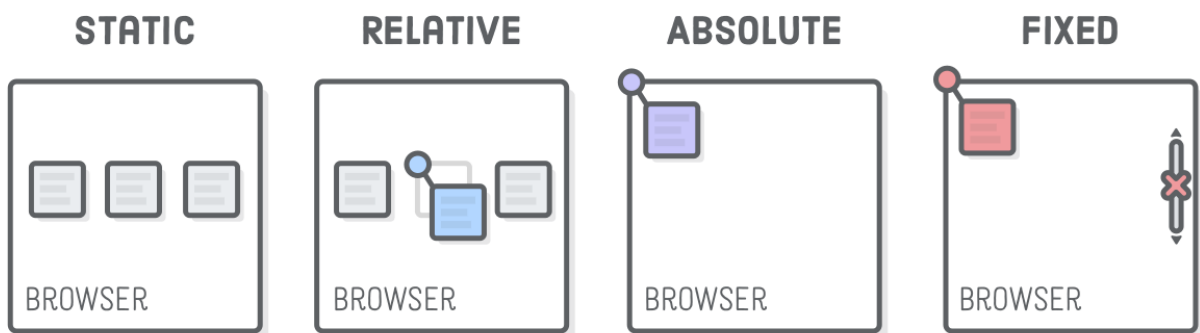 STATIC
RELATIVE
ABSOLUTE
FIXED
BROWSER
BROWSER
BROWSER
BROWSER